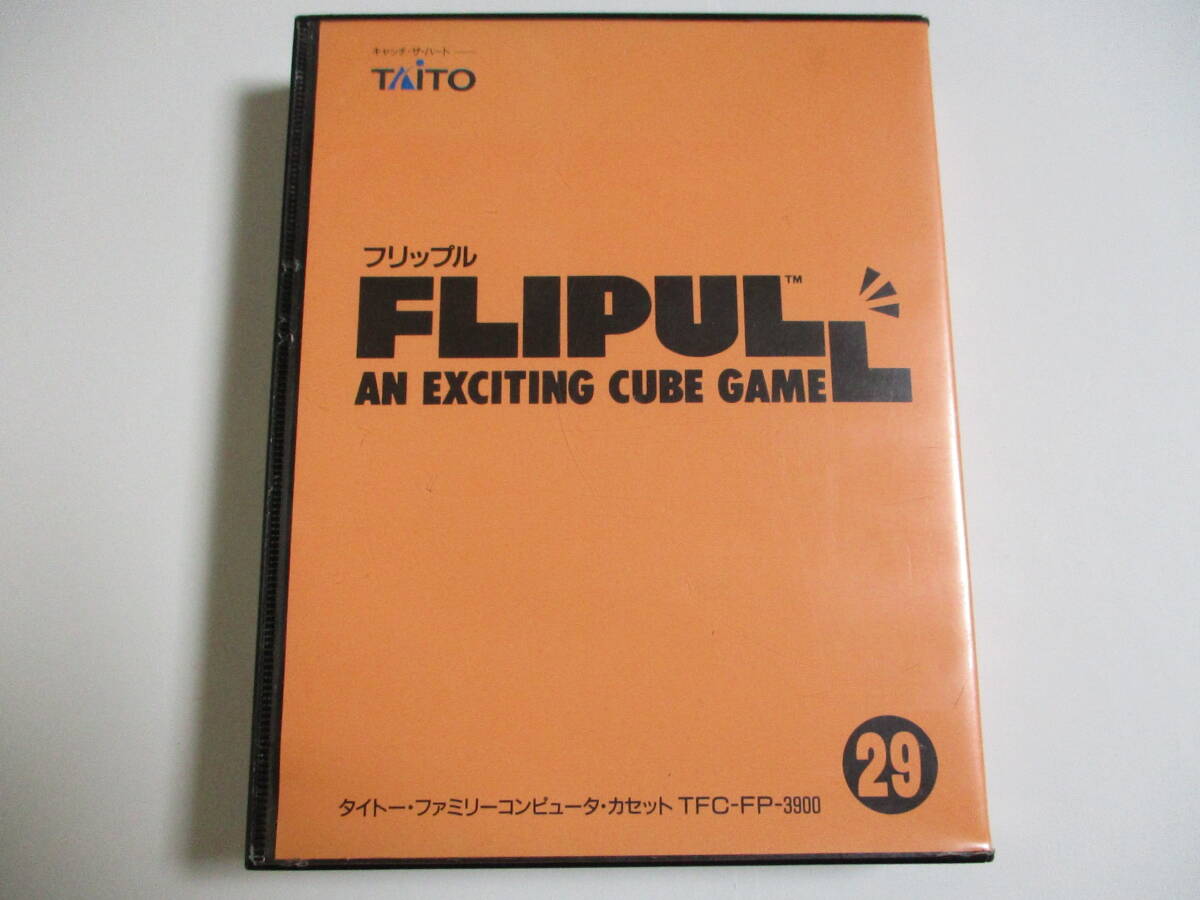 キャッチ・ザ・ハート
TAITO
フリップル
FLIPULL™
AN EXCITING CUBE GAME
29
タイトー・ファミリーコンピュータ・カセット TFC-FP-3900